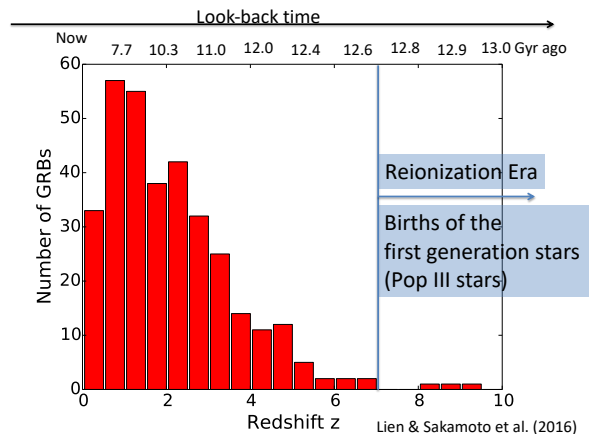 Look-back time
Now 7.7 10.3 11.0 12.0 12.4 12.6 12.8 12.9 13.0 Gyr ago
60
50
40
30
20
10
0
Number of GRBs
Reionization Era
Births of the
first generation stars
(Pop III stars)
0 2 4 6 8 10
Redshift z
Lien & Sakamoto et al. (2016)